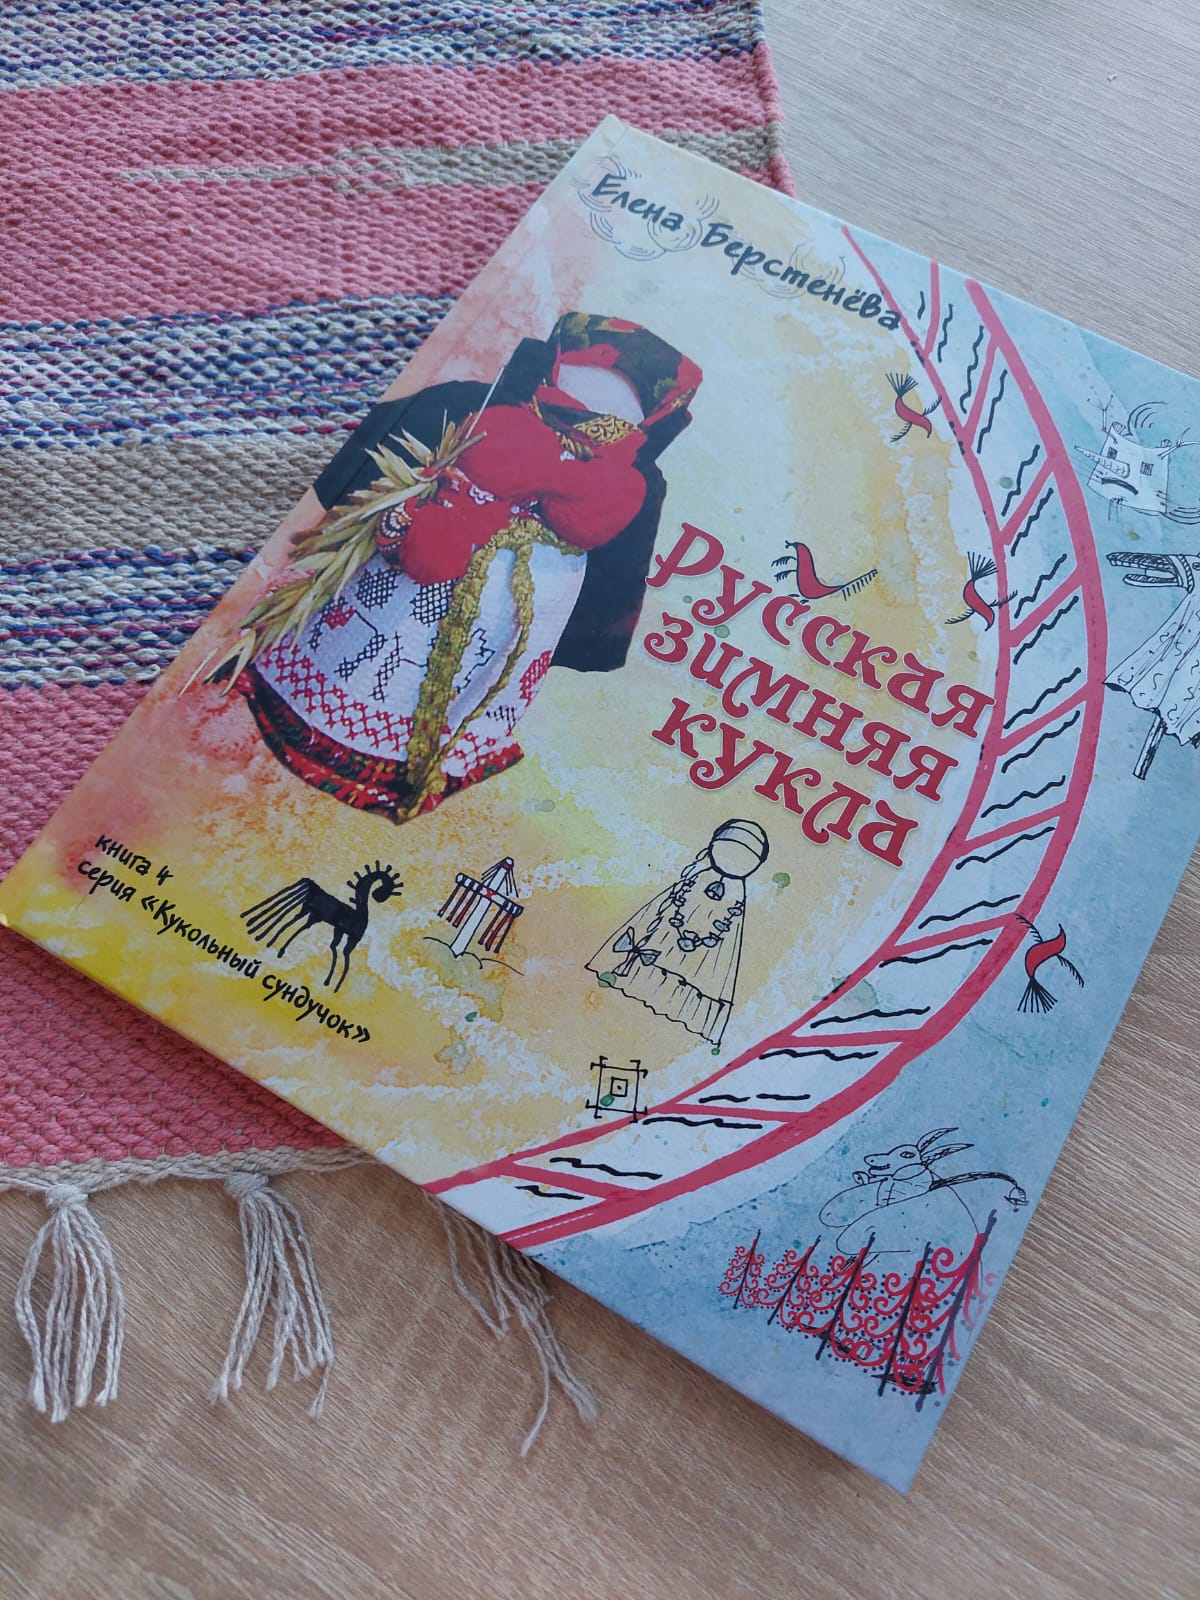 Елена Берстенёва
Русская
зимняя
кукла
книга 4
серия «Кукольный сундучок»